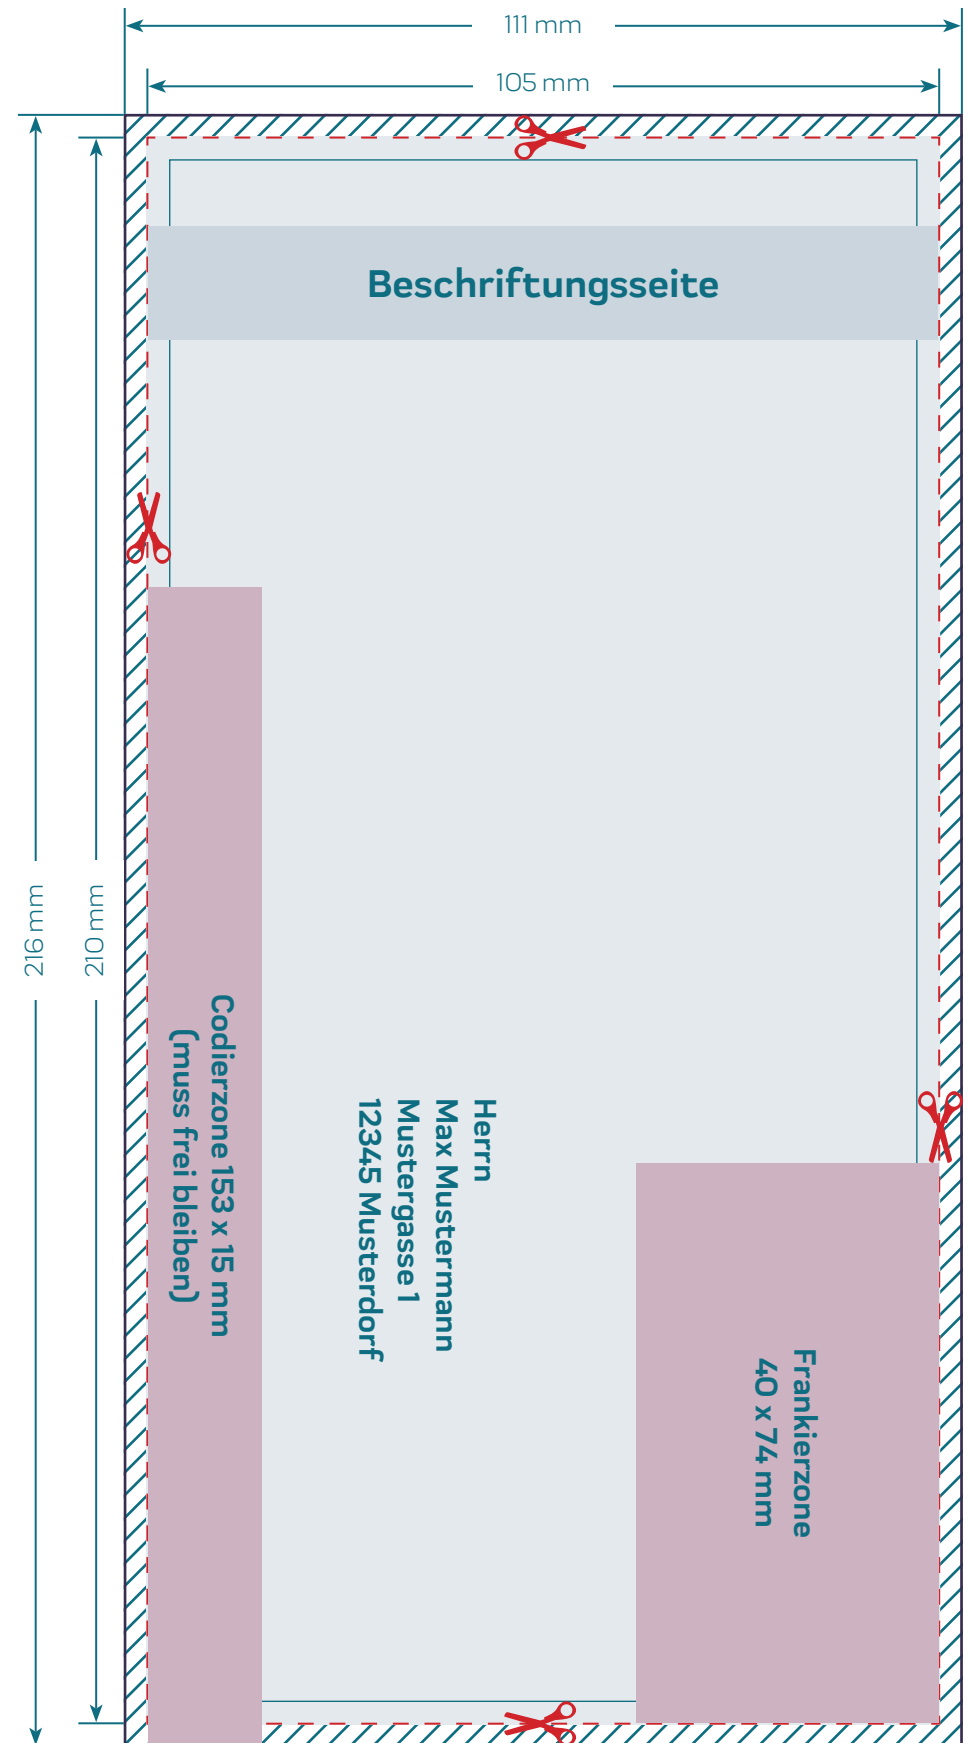 111 mm
105 mm
Beschriftungsseite
216 mm
210 mm
Codierzone 153 x 15 mm
(muss frei bleiben)
Herrn
Max Mustermann
Mustergasse 1
12345 Musterdorf
Frankierzone
40 x 74 mm